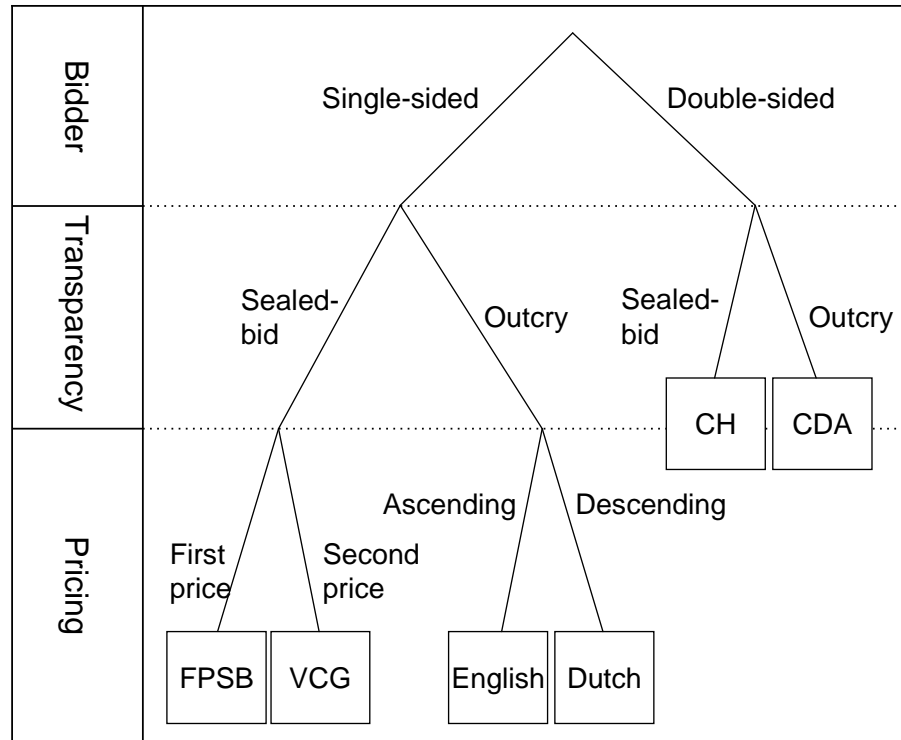 Bidder
Single-sided
Double-sided
Transparency
Sealed-
bid
Outcry
Sealed-
bid
Outcry
CH
CDA
Pricing
Ascending
Descending
First
price
Second
price
FPSB
VCG
English
Dutch